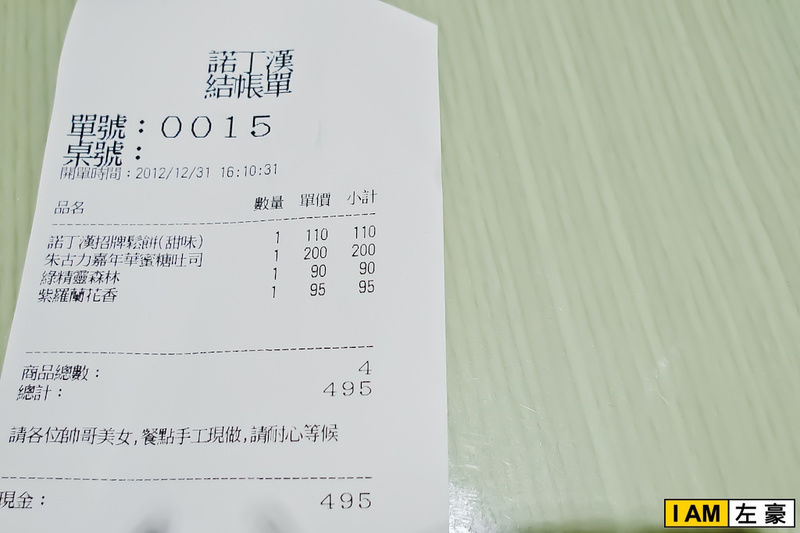 諾丁漢
結帳單
單號：0015
桌號：
開單時間：2012/12/31 16:10:31
品名 數量 單價 小計
諾丁漢招牌鬆餅(甜味) 1 110 110
朱古力嘉年華蜜糖吐司 1 200 200
綠精靈森林 1 90 90
紫羅蘭花香 1 95 95
商品總數： 4
總計： 495
請各位帥哥美女,餐點手工現做,請耐心等候
現金： 495
I AM 左豪